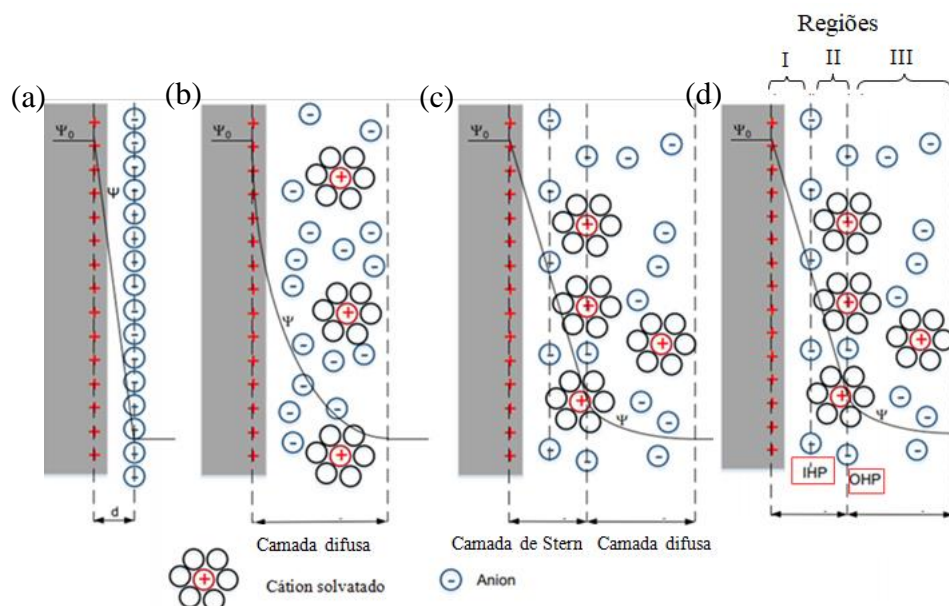 Regiões
I II III
(a) (b) (c) (d)
Ψ₀ Ψ₀ Ψ₀ Ψ₀
Ψ
Ψ
Ψ
Ψ
IHP OHP
d
Camada difusa Camada de Stern Camada difusa
Cátion solvatado Anion